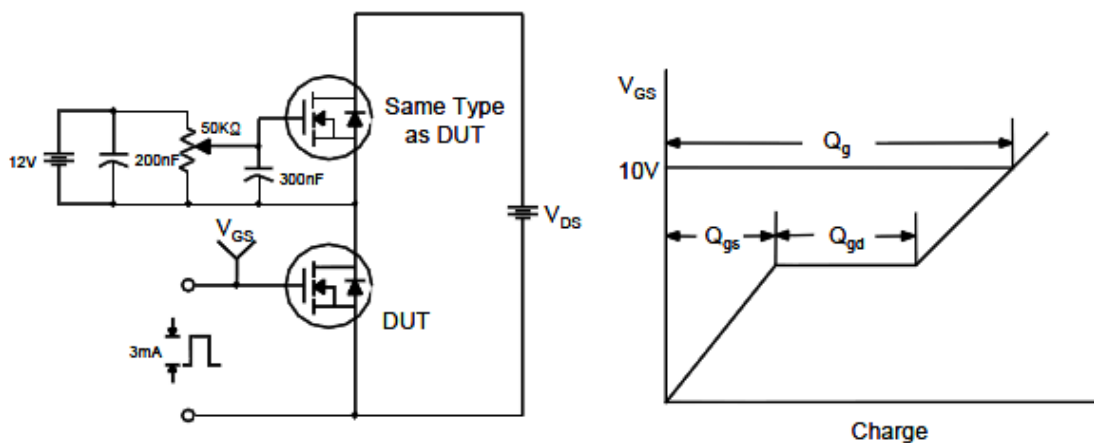 Same Type
as DUT
50KΩ
12V
200nF
300nF
V_GS
V_DS
DUT
3mA
V_GS
Q_g
10V
Q_gs
Q_gd
Charge